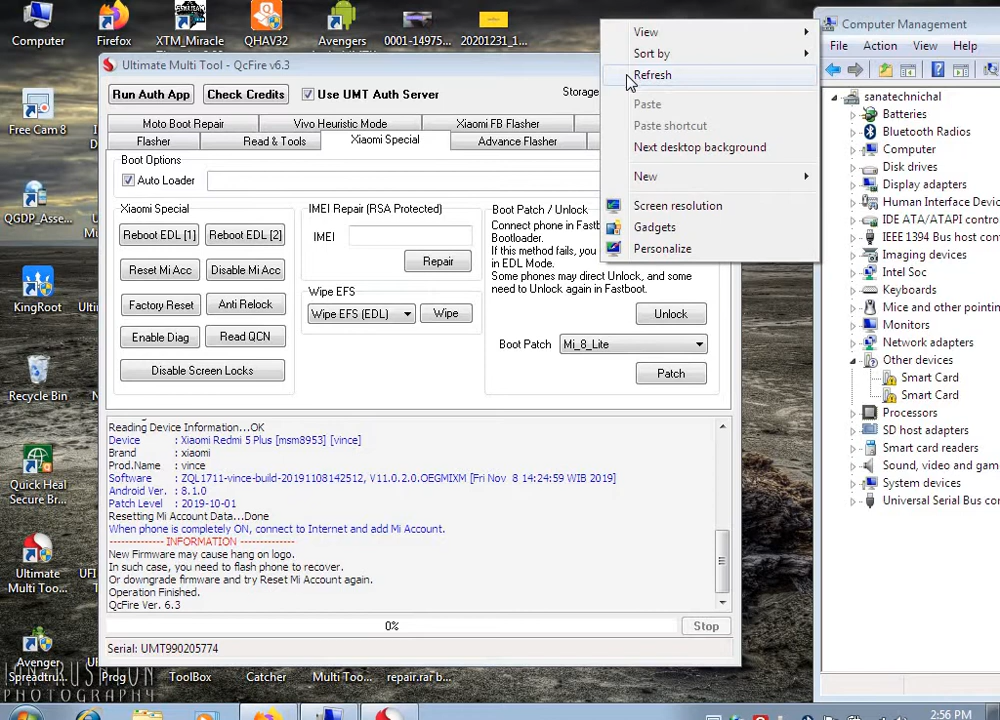 Computer
Firefox
XTM_Miracle
QHAV32
Avengers
0001-14975...
20201231_1...
Free Cam 8
QGDP_Asse...
KingRoot
Ulti
Recycle Bin
Quick Heal
Secure Br...
Ultimate
Multi Too...
UFI
Avenger
Spreadtru...
Prog
ToolBox
Catcher
Multi Too...
repair.rar b...
PHOTOGRAPHY
Ultimate Multi Tool - QcFire v6.3
Run Auth App
Check Credits
Use UMT Auth Server
Storage
Moto Boot Repair
Vivo Heuristic Mode
Xiaomi FB Flasher
Flasher
Read & Tools
Xiaomi Special
Advance Flasher
Boot Options
Auto Loader
Xiaomi Special
Reboot EDL [1]
Reboot EDL [2]
Reset Mi Acc
Disable Mi Acc
Factory Reset
Anti Relock
Enable Diag
Read QCN
Disable Screen Locks
IMEI Repair (RSA Protected)
IMEI
Repair
Wipe EFS
Wipe EFS (EDL)
Wipe
Boot Patch / Unlock
Connect phone in Fastboot
Bootloader.
If this method fails, you
in EDL Mode.
Some phones may direct Unlock, and some
need to Unlock again in Fastboot.
Unlock
Boot Patch
Mi_8_Lite
Patch
Reading Device Information...OK
Device : Xiaomi Redmi 5 Plus [msm8953] [vince]
Brand : xiaomi
Prod.Name : vince
Software : ZQL1711-vince-build-20191108142512, V11.0.2.0.OEGMIXM [Fri Nov 8 14:24:59 WIB 2019]
Android Ver. : 8.1.0
Patch Level : 2019-10-01
Resetting Mi Account Data...Done
When phone is completely ON, connect to Internet and add Mi Account.
------------- INFORMATION -------------
New Firmware may cause hang on logo.
In such case, you need to flash phone to recover.
Or downgrade firmware and try Reset Mi Account again.
Operation Finished.
QcFire Ver. 6.3
0%
Stop
Serial: UMT990205774
View
Sort by
Refresh
Paste
Paste shortcut
Next desktop background
New
Screen resolution
Gadgets
Personalize
Computer Management
File Action View Help
sanatechnichal
Batteries
Bluetooth Radios
Computer
Disk drives
Display adapters
Human Interface Devic
IDE ATA/ATAPI control
IEEE 1394 Bus host cont
Imaging devices
Intel Soc
Keyboards
Mice and other pointin
Monitors
Network adapters
Other devices
Smart Card
Smart Card
Processors
SD host adapters
Smart card readers
Sound, video and gam
System devices
Universal Serial Bus con
2:56 PM